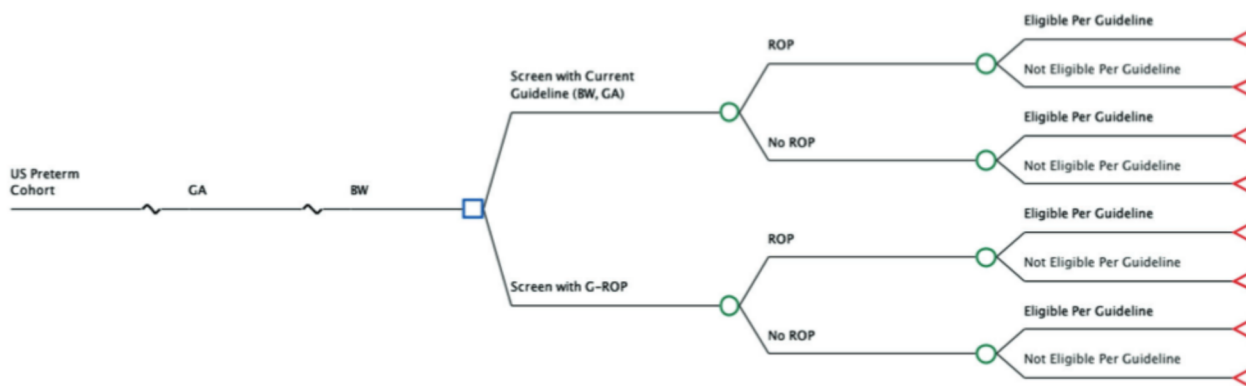 US Preterm
Cohort
GA
BW
Screen with Current
Guideline (BW, GA)
ROP
Eligible Per Guideline
Not Eligible Per Guideline
No ROP
Eligible Per Guideline
Not Eligible Per Guideline
Screen with G-ROP
ROP
Eligible Per Guideline
Not Eligible Per Guideline
No ROP
Eligible Per Guideline
Not Eligible Per Guideline